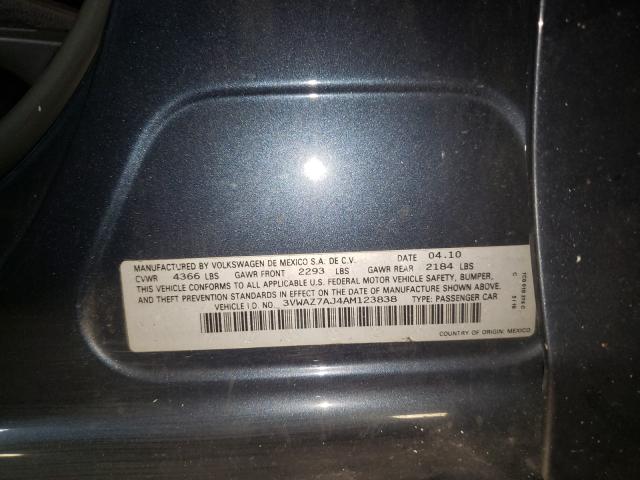 MANUFACTURED BY VOLKSWAGEN DE MEXICO S.A. DE C.V. DATE 04.10
CVWR 4366 LBS GAWR FRONT 2293 LBS GAWR REAR 2184 LBS
THIS VEHICLE CONFORMS TO ALL APPLICABLE U.S. FEDERAL MOTOR VEHICLE SAFETY, BUMPER,
AND THEFT PREVENTION STANDARDS IN EFFECT ON THE DATE OF MANUFACTURE SHOWN ABOVE.
VEHICLE I.D. NO. 3VWAZ7AJ4AM123838 TYPE: PASSENGER CAR
COUNTRY OF ORIGIN: MEXICO